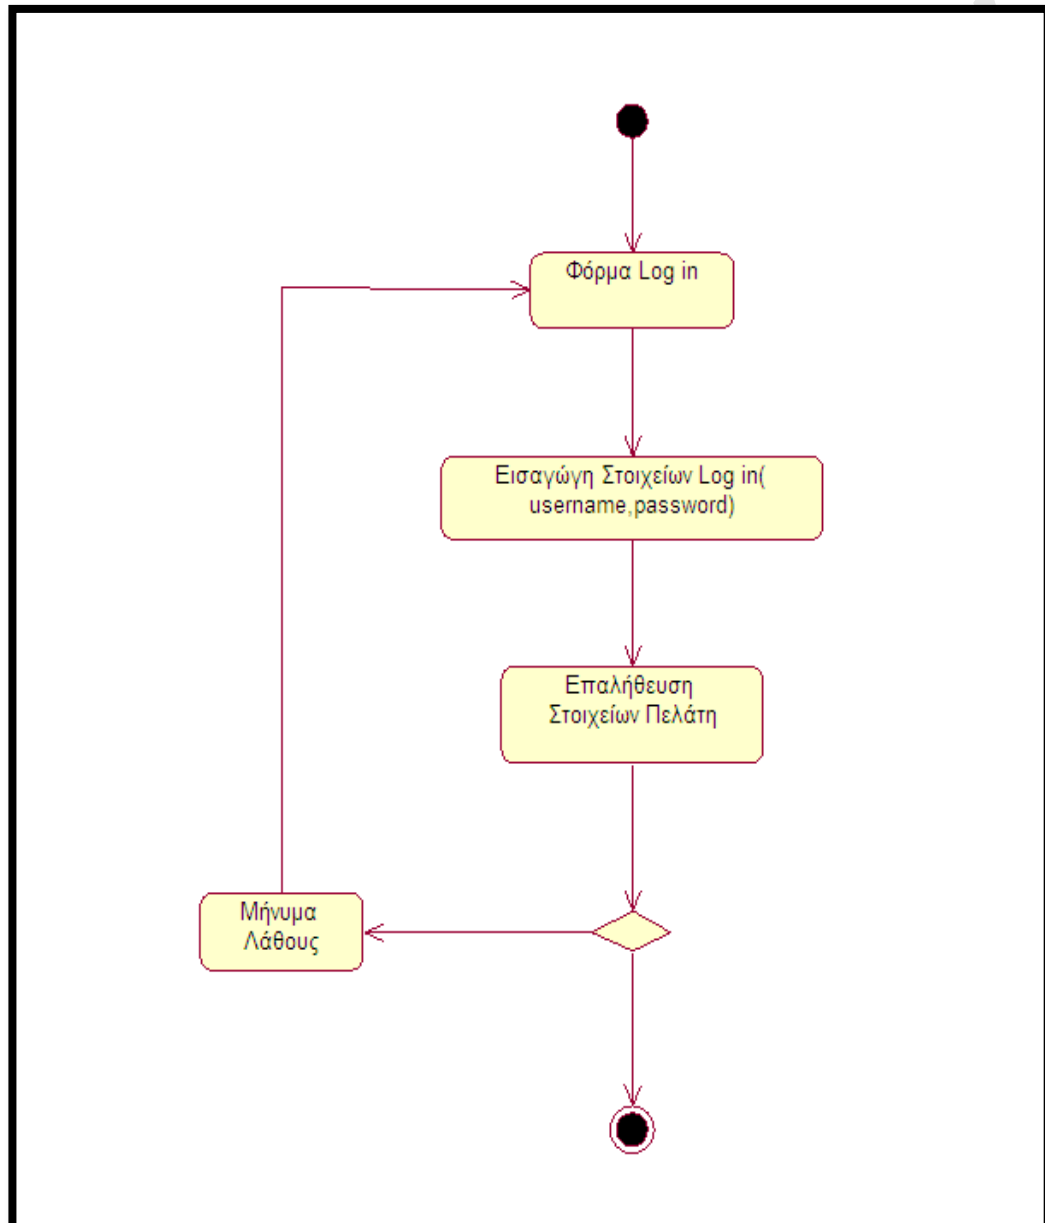 Φόρμα Log in
Εισαγώγη Στοιχείων Log in(
username,password)
Επαλήθευση
Στοιχείων Πελάτη
Μήνυμα
Λάθους